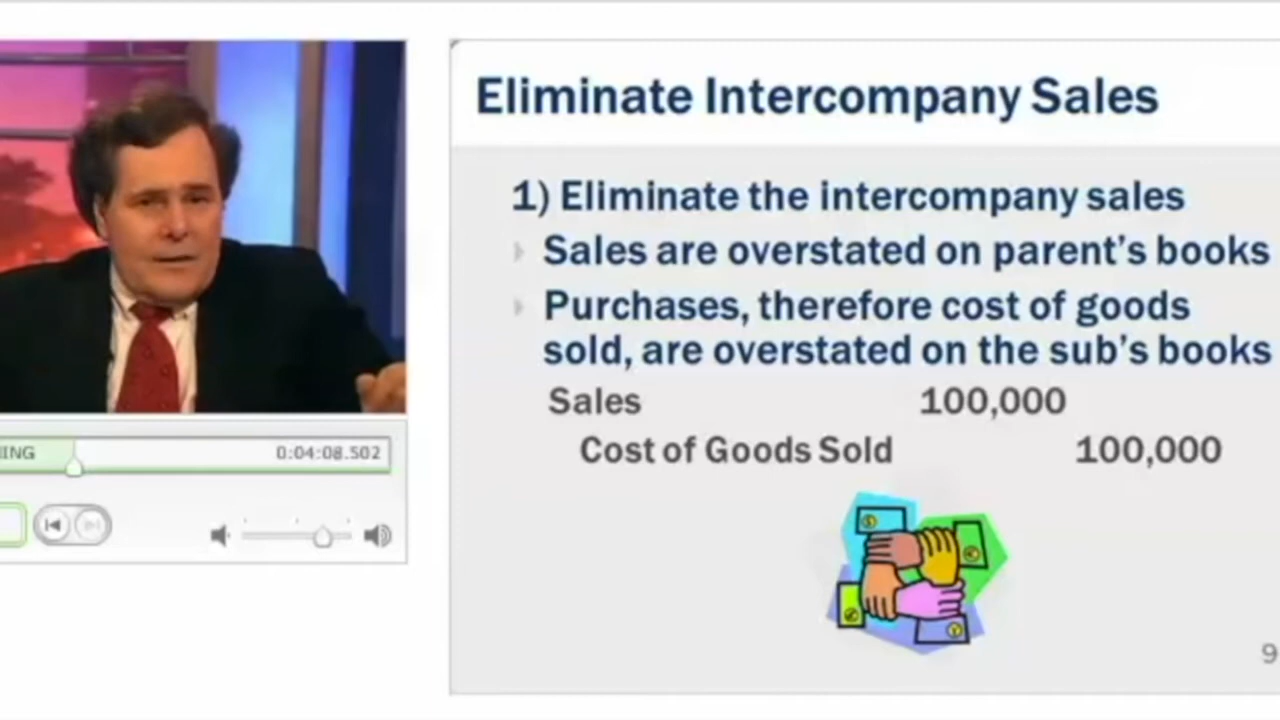 Eliminate Intercompany Sales
1) Eliminate the intercompany sales
Sales are overstated on parent's books
Purchases, therefore cost of goods
sold, are overstated on the sub's books
Sales 100,000
Cost of Goods Sold 100,000
ING 0:04:08.502
9